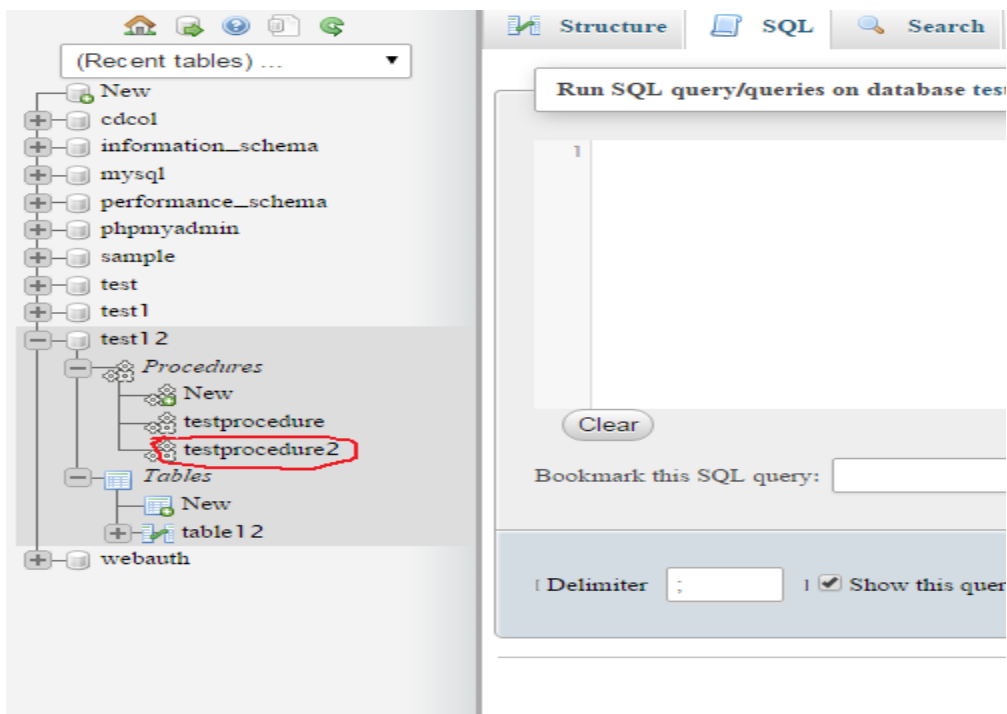 (Recent tables) ...
New
cdcol
information_schema
mysql
performance_schema
phpmyadmin
sample
test
test1
test12
Procedures
New
testprocedure
testprocedure2
Tables
New
table12
webauth
Structure
SQL
Search
Run SQL query/queries on database tes
1
Clear
Bookmark this SQL query:
[ Delimiter ; ] Show this quer